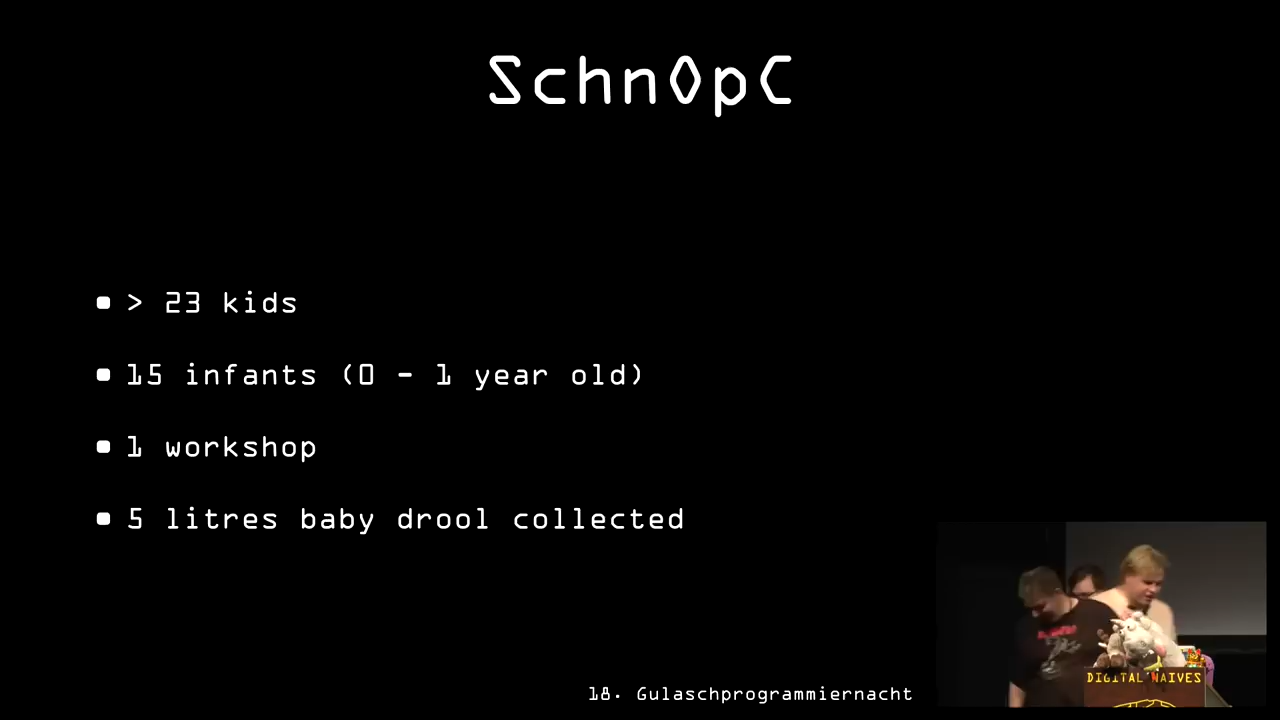 Schn0pC
> 23 kids
15 infants (0 - 1 year old)
1 workshop
5 litres baby drool collected
18. Gulaschprogrammiernacht
DIGITAL NAIVES